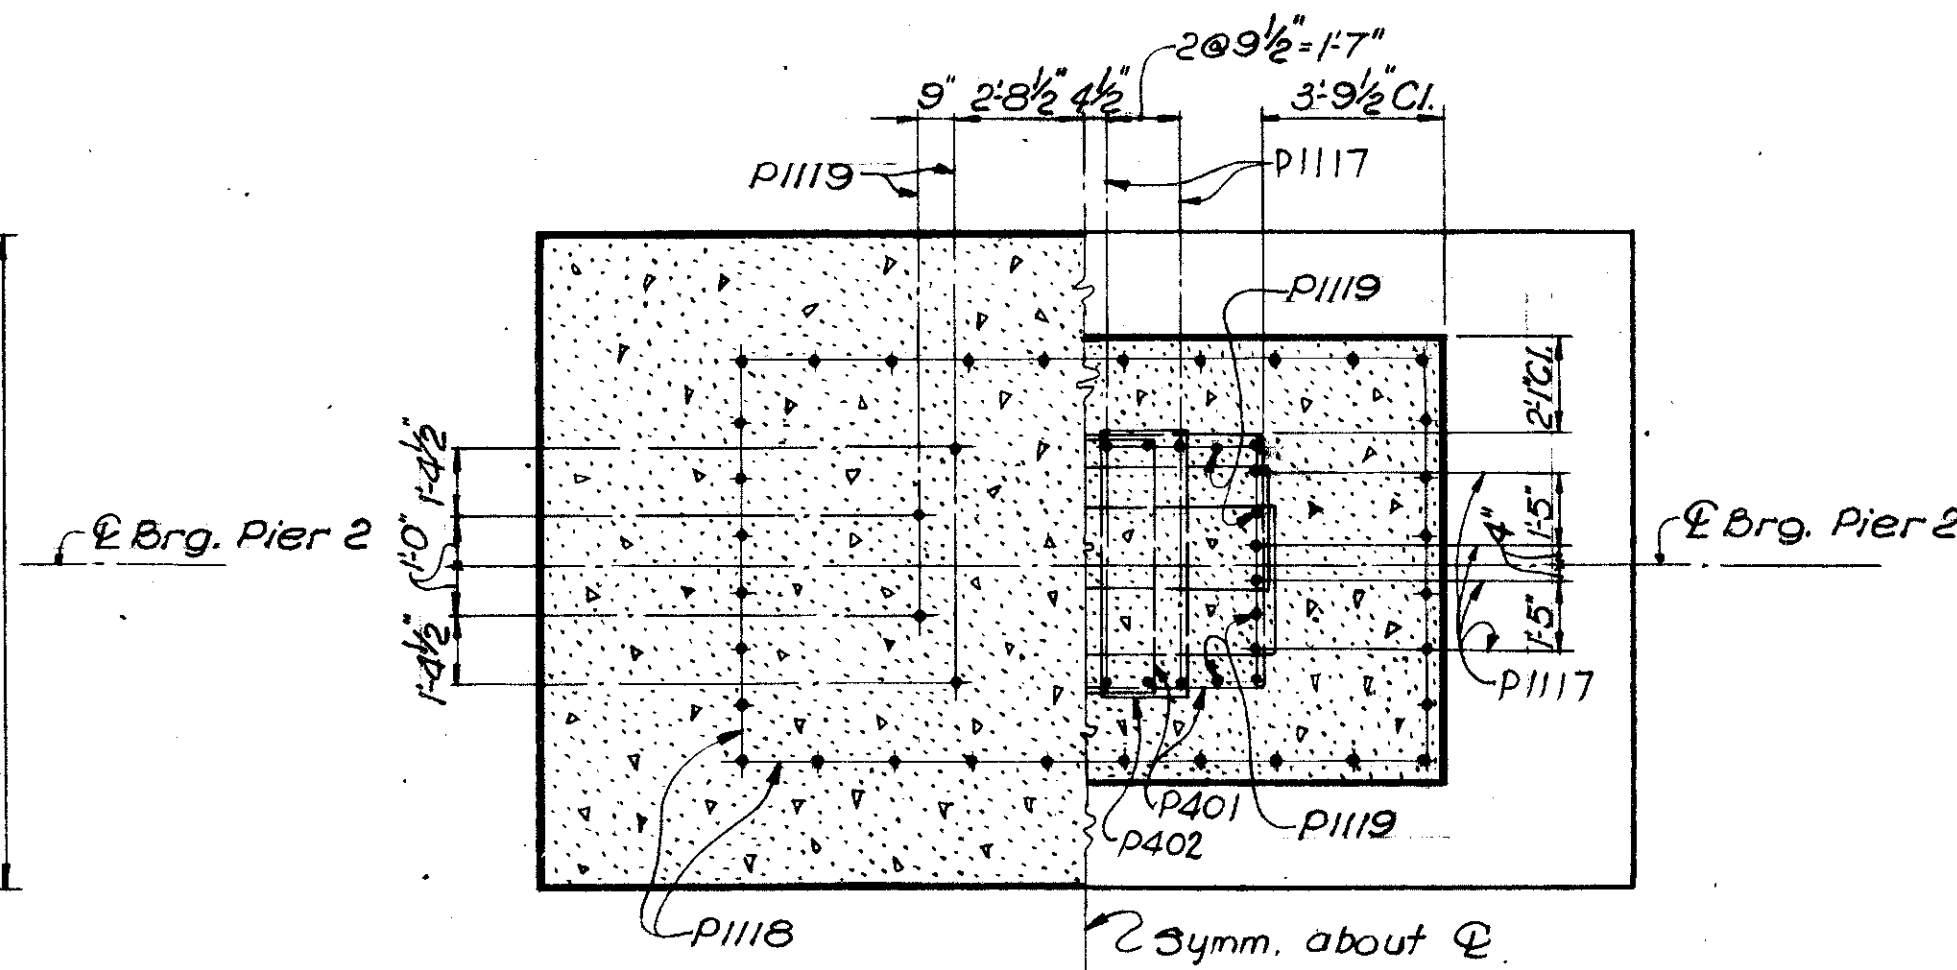 2@9½"=1'-7"
9" 2'-8½" 4½" 3'-9½" Cl.
P1119
P1117
P1119
2'-1" Cl.
1'-4½"
1'-0"
1'-4½"
℄ Brg. Pier 2
4" 1'-5"
1'-5"
℄ Brg. Pier 2
P1117
P401
P402
P1119
P1118
Symm. about ℄